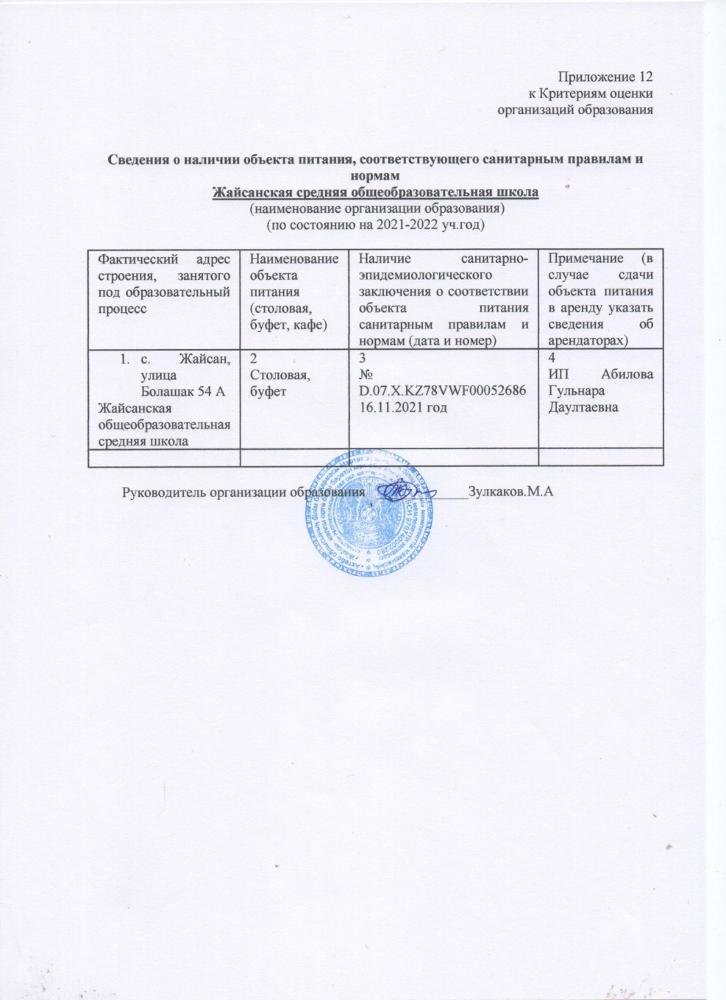 Приложение 12
к Критериям оценки
организаций образования
Сведения о наличии объекта питания, соответствующего санитарным правилам и
нормам
Жайсанская средняя общеобразовательная школа
(наименование организации образования)
(по состоянию на 2021-2022 уч.год)
Фактический адрес
строения, занятого
под образовательный
процесс
Наименование
объекта
питания
(столовая,
буфет, кафе)
Наличие санитарно-
эпидемиологического
заключения о соответствии
объекта питания
санитарным правилам и
нормам (дата и номер)
Примечание (в
случае сдачи
объекта питания
в аренду указать
сведения об
арендаторах)
1. с. Жайсан,
улица
Болашак 54 А
Жайсанская
общеобразовательная
средняя школа
2
Столовая,
буфет
3
№
D.07.X.KZ78VWF00052686
16.11.2021 год
4
ИП Абилова
Гульнара
Даултаевна
Руководитель организации образования _____________Зулкаков.М.А